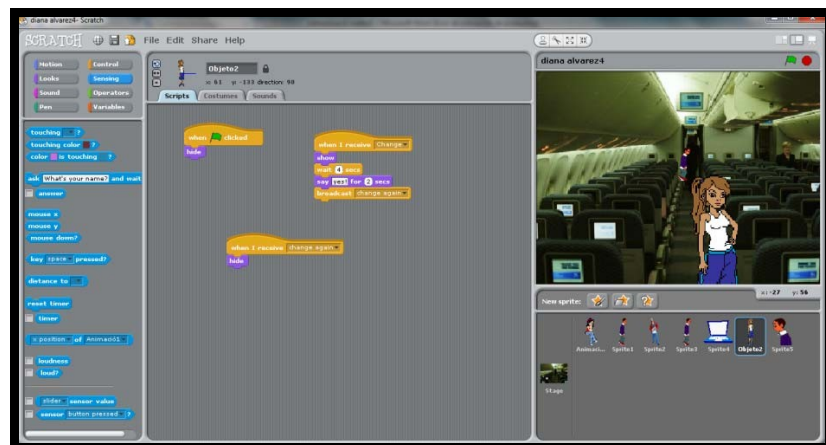 diana alvarez4- Scratch
SCRATCH File Edit Share Help
Motion Control
Looks Sensing
Sound Operators
Pen Variables
touching ?
touching color ?
color is touching ?
ask What's your name? and wait
answer
mouse x
mouse y
mouse down?
key space pressed?
distance to
reset timer
timer
x position of Animació1
loudness
loud?
slider sensor value
sensor button pressed ?
Objeto2
x: 61 y: -133 direction: 90
Scripts Costumes Sounds
when clicked
hide
when I receive Change
show
wait 4 secs
say yes! for 2 secs
broadcast change again
when I receive change again
hide
diana alvarez4
x: -27 y: 56
New sprite:
Animaci... Sprite1 Sprite2 Sprite3 Sprite4 Objeto2 Sprite5
Stage